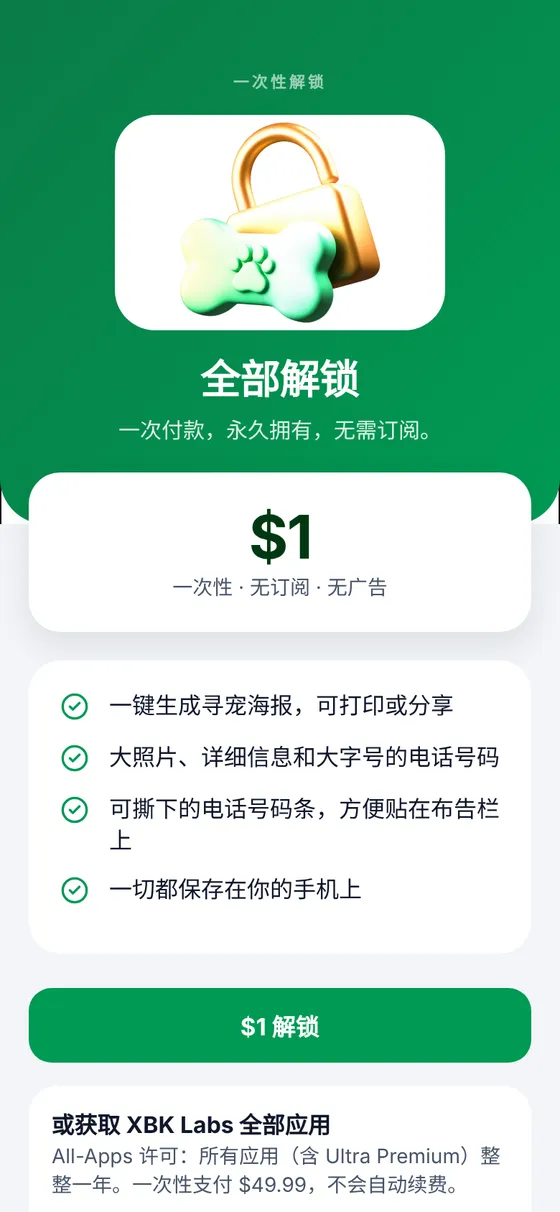 一次性解锁
全部解锁
一次付款，永久拥有，无需订阅。
$1
一次性 · 无订阅 · 无广告
一键生成寻宠海报，可打印或分享
大照片、详细信息和大字号的电话号码
可撕下的电话号码条，方便贴在布告栏
上
一切都保存在你的手机上
$1 解锁
或获取 XBK Labs 全部应用
All-Apps 许可：所有应用（含 Ultra Premium）整
整一年。一次性支付 $49.99，不会自动续费。